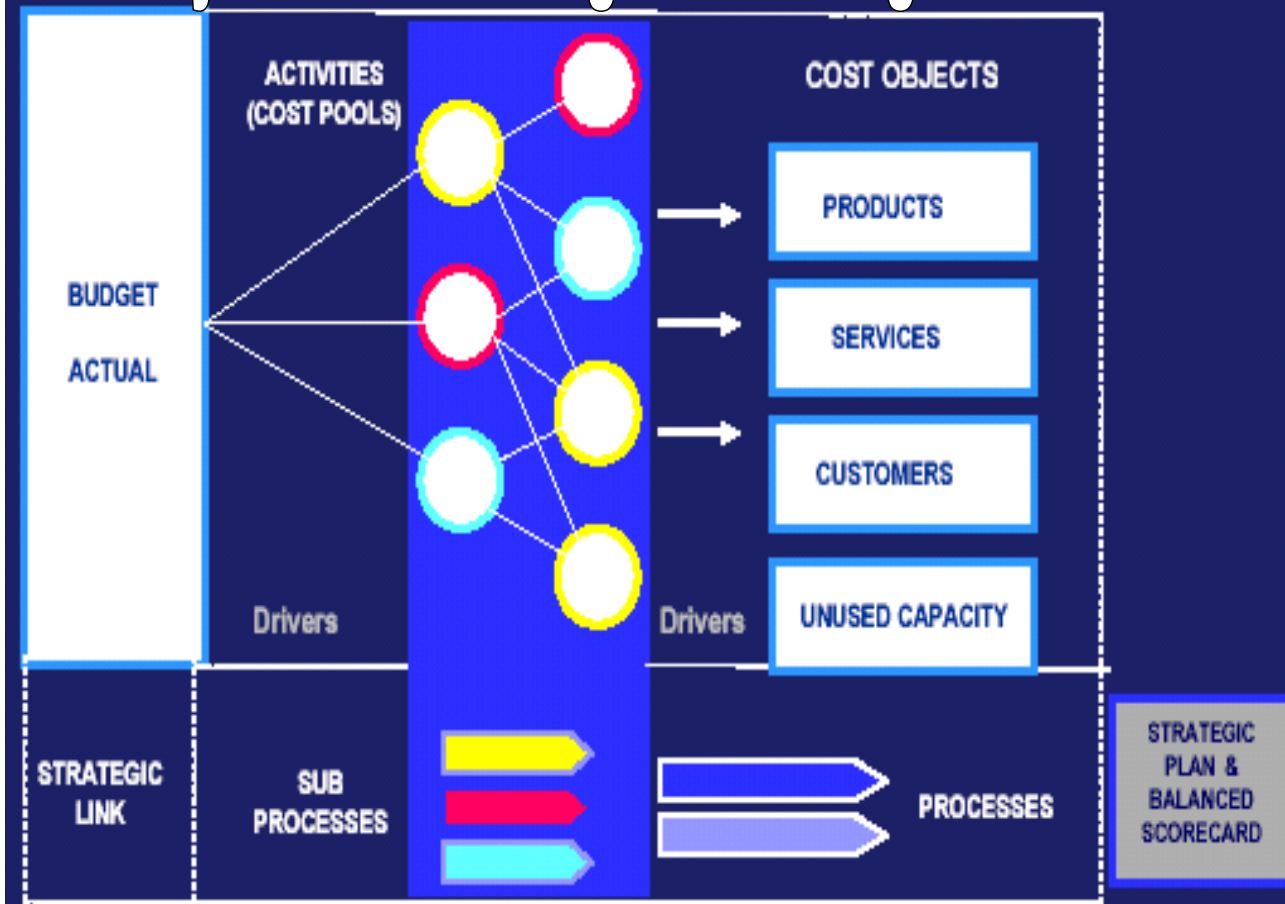 ACTIVITIES
(COST POOLS)
COST OBJECTS
BUDGET
ACTUAL
PRODUCTS
SERVICES
CUSTOMERS
UNUSED CAPACITY
Drivers
Drivers
STRATEGIC
LINK
SUB
PROCESSES
PROCESSES
STRATEGIC
PLAN &
BALANCED
SCORECARD